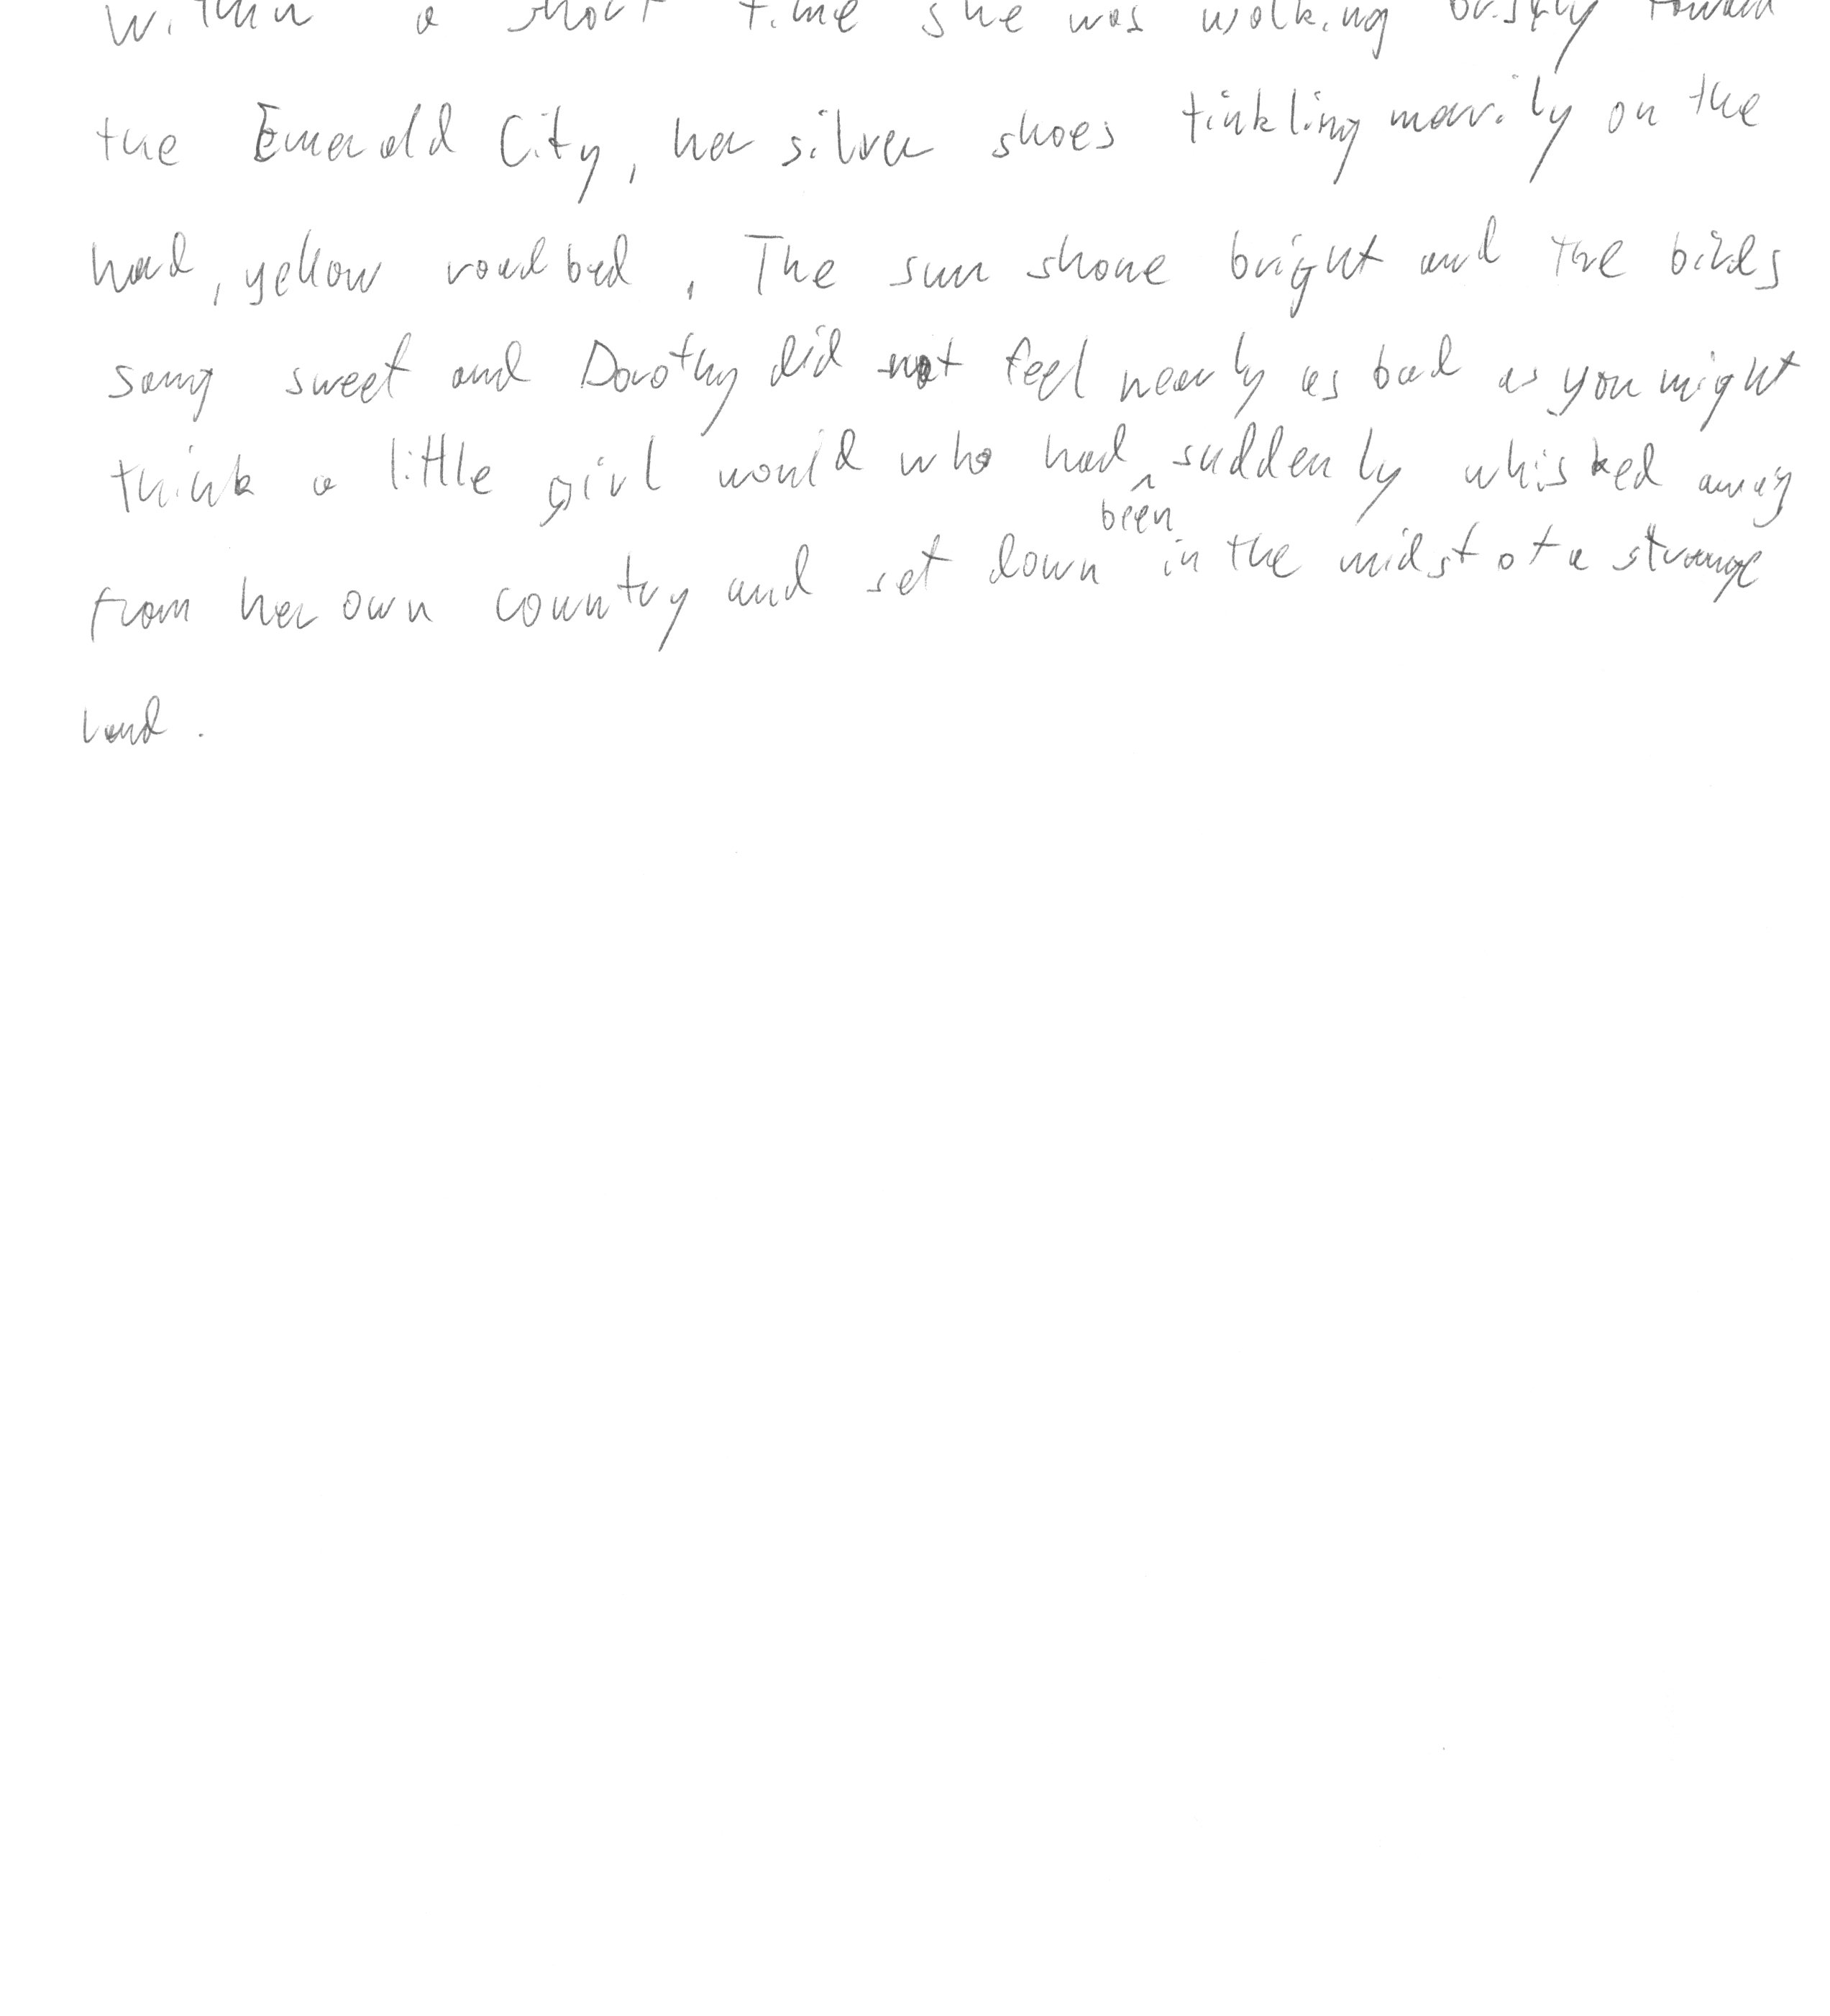 Within a short time she was walking briskly toward
the Emerald City, her silver shoes tinkling merrily on the
hard, yellow roadbed. The sun shone bright and the birds
sang sweet and Dorothy did not feel nearly as bad as you might
think a little girl would who had been suddenly whisked away
from her own country and set down in the midst of a strange
land.